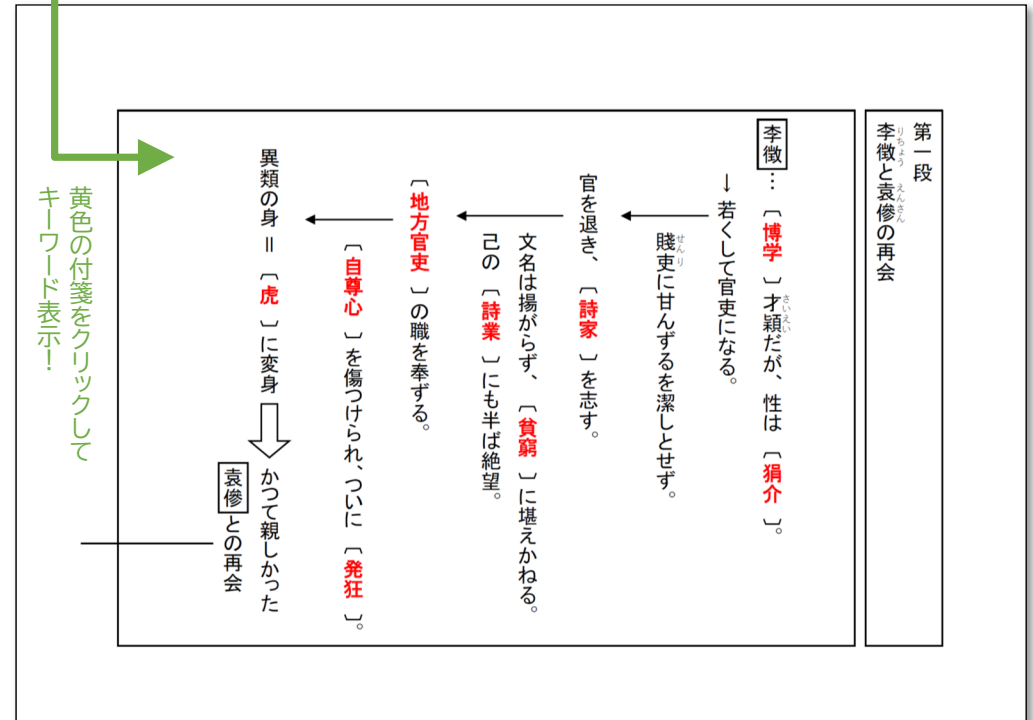 第一段
李徴と袁傪の再会
りちょう えんさん
李徴…〔博学〕才穎だが、性は〔狷介〕。
さいえい
→若くして官吏になる。
賤吏に甘んずるを潔しとせず。
せんり
官を退き、〔詩家〕を志す。
文名は揚がらず、〔貧窮〕に堪えかねる。
己の〔詩業〕にも半ば絶望。
〔地方官吏〕の職を奉ずる。
〔自尊心〕を傷つけられ、ついに〔発狂〕。
異類の身＝〔虎〕に変身
かつて親しかった
袁傪との再会
黄色の付箋をクリックして
キーワード表示！